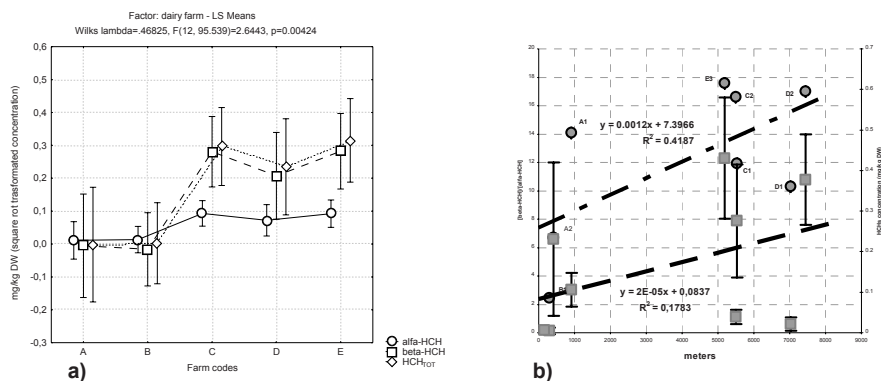 Factor: dairy farm - LS Means
Wilks lambda=.46825, F(12, 95.539)=2.6443, p=0.00424
0,6
0,5
0,4
0,3
0,2
0,1
0,0
-0,1
-0,2
-0,3
mg/kg DW (square rot trasformated concentration)
A B C D E
Farm codes
alfa-HCH
beta-HCH
HCHTOT
a)
20
18
16
14
12
10
8
6
4
2
0
[beta-HCH]/[alfa-HCH]
0.7
0.6
0.5
0.4
0.3
0.2
0.1
0
HCHs concentration (mg/kg DW)
E3
C2
D2
A1
y = 0.0012x + 7.3966
R2 = 0.4187
C1
D1
A2
y = 2E-05x + 0,0837
R2 = 0,1783
0 1000 2000 3000 4000 5000 6000 7000 8000 9000
meters
b)